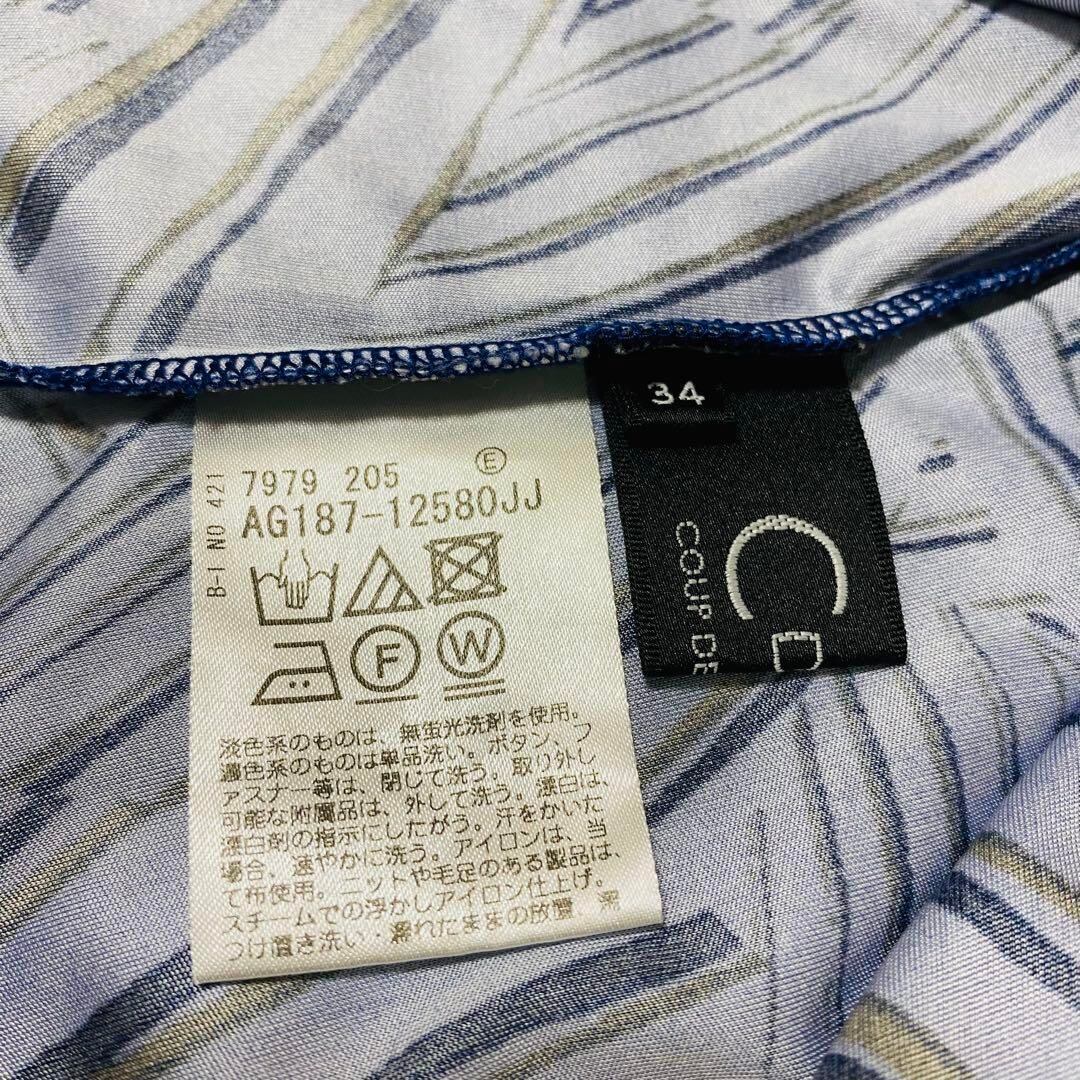 B-I NO 421
7979 205 E
AG187-12580JJ
F W
淡色系のものは、無蛍光洗剤を使用。
濃色系のものは単品洗い。ボタン、フ
ァスナー等は、閉じて洗う。取り外し
可能な附属品は、外して洗う。漂白は、
漂白剤の指示にしたがう。汗をかいた
場合、速やかに洗う。アイロンは、当
て布使用。ニットや毛足のある製品は、
スチームでの浮かしアイロン仕上げ。
つけ置き洗い・濡れたままの放置、濡
34
C D
COUP DE